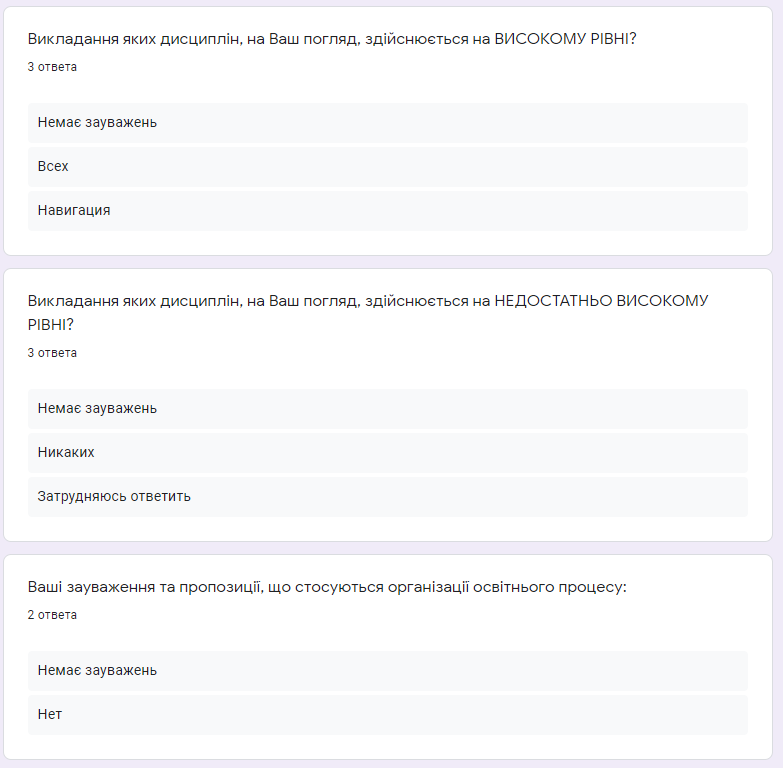 Викладання яких дисциплін, на Ваш погляд, здійснюється на ВИСОКОМУ РІВНІ?
3 ответа
Немає зауважень
Всех
Навигация
Викладання яких дисциплін, на Ваш погляд, здійснюється на НЕДОСТАТНЬО ВИСОКОМУ
РІВНІ?
3 ответа
Немає зауважень
Никаких
Затрудняюсь ответить
Ваші зауваження та пропозиції, що стосуються організації освітнього процесу:
2 ответа
Немає зауважень
Нет